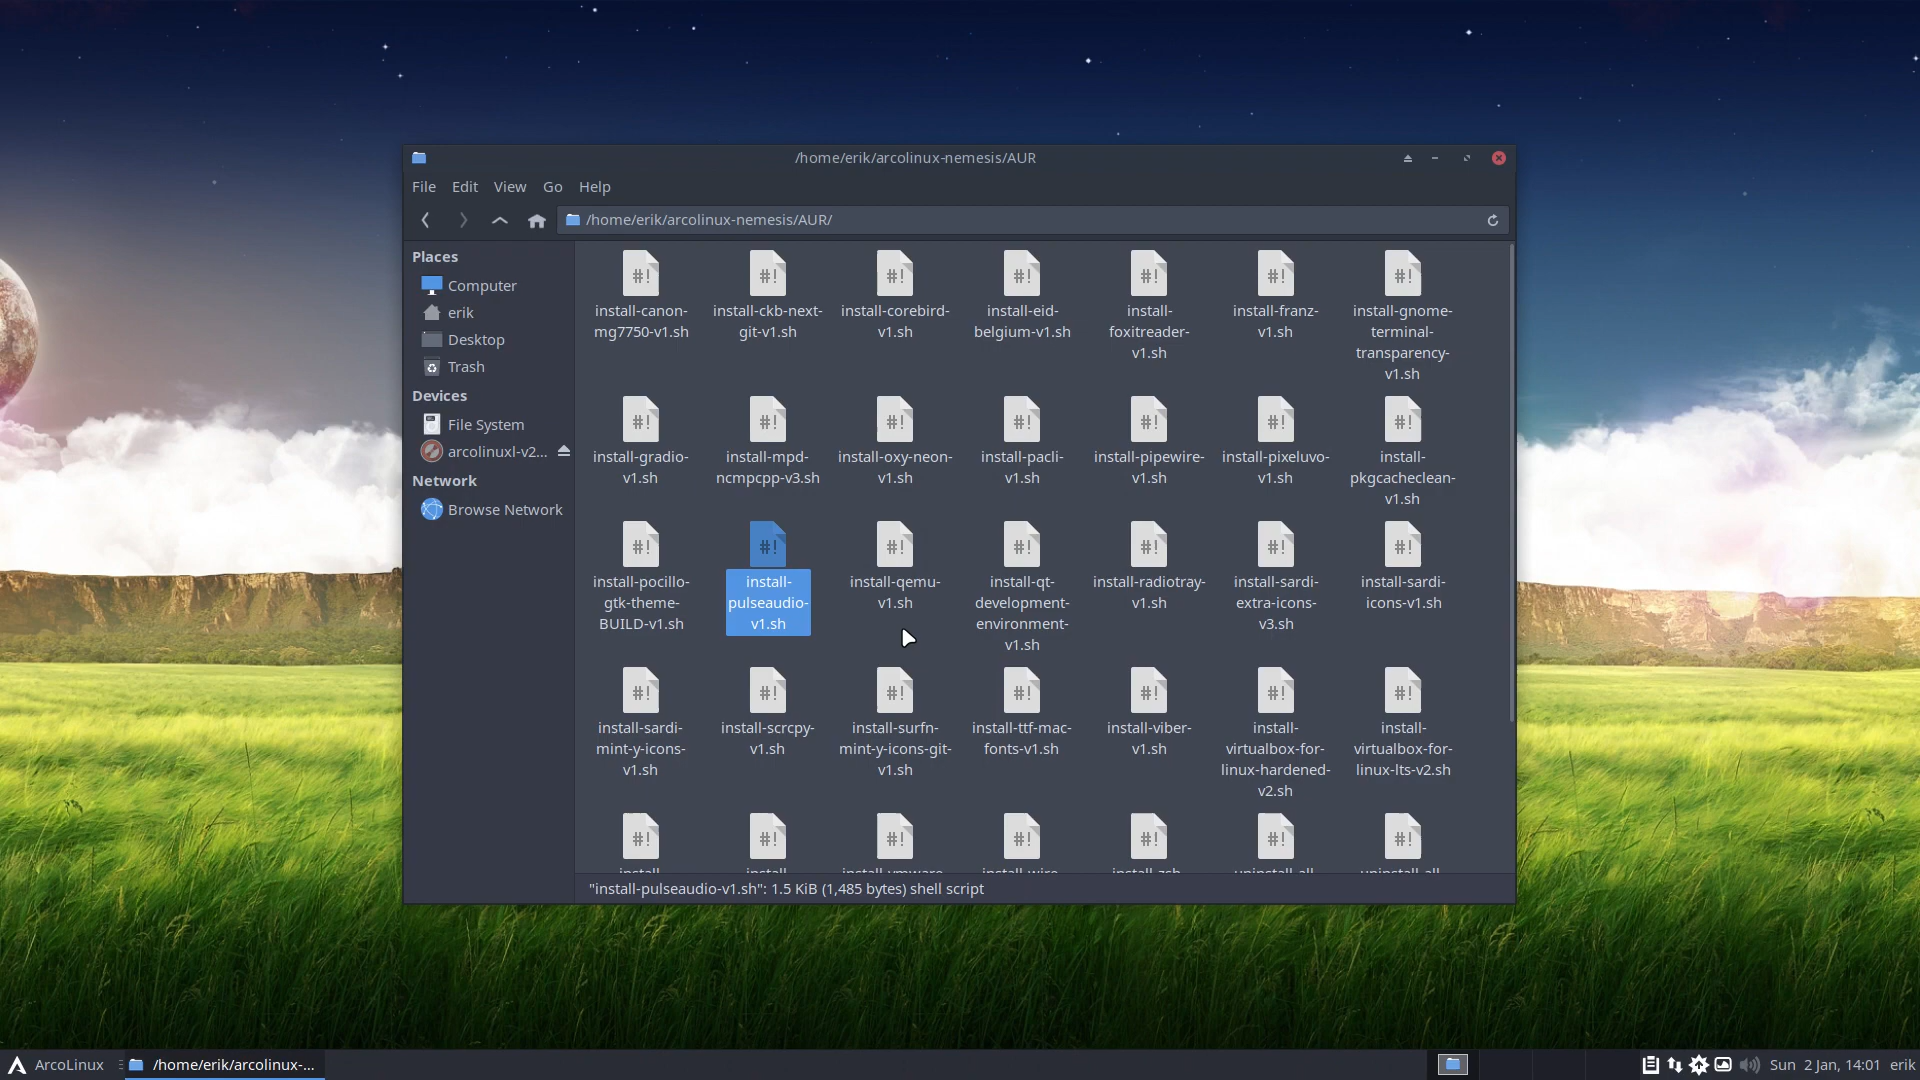 /home/erik/arcolinux-nemesis/AUR
File Edit View Go Help
/home/erik/arcolinux-nemesis/AUR/
Places
Computer
erik
Desktop
Trash
Devices
File System
arcolinuxl-v2...
Network
Browse Network
install-canon-
mg7750-v1.sh
install-ckb-next-
git-v1.sh
install-corebird-
v1.sh
install-eid-
belgium-v1.sh
install-
foxitreader-
v1.sh
install-franz-
v1.sh
install-gnome-
terminal-
transparency-
v1.sh
install-gradio-
v1.sh
install-mpd-
ncmpcpp-v3.sh
install-oxy-neon-
v1.sh
install-pacli-
v1.sh
install-pipewire-
v1.sh
install-pixeluvo-
v1.sh
install-
pkgcacheclean-
v1.sh
install-pocillo-
gtk-theme-
BUILD-v1.sh
install-
pulseaudio-
v1.sh
install-qemu-
v1.sh
install-qt-
development-
environment-
v1.sh
install-radiotray-
v1.sh
install-sardi-
extra-icons-
v3.sh
install-sardi-
icons-v1.sh
install-sardi-
mint-y-icons-
v1.sh
install-scrcpy-
v1.sh
install-surfn-
mint-y-icons-git-
v1.sh
install-ttf-mac-
fonts-v1.sh
install-viber-
v1.sh
install-
virtualbox-for-
linux-hardened-
v2.sh
install-
virtualbox-for-
linux-lts-v2.sh
"install-pulseaudio-v1.sh": 1.5 KiB (1,485 bytes) shell script
ArcoLinux
/home/erik/arcolinux-...
Sun 2 Jan, 14:01 erik